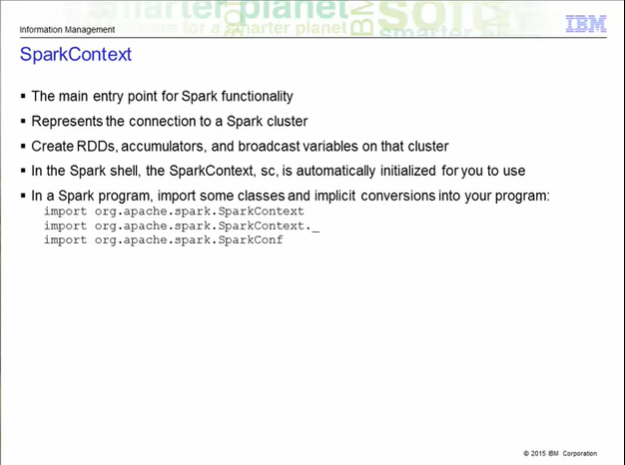 Information Management
IBM
SparkContext
▪ The main entry point for Spark functionality
▪ Represents the connection to a Spark cluster
▪ Create RDDs, accumulators, and broadcast variables on that cluster
▪ In the Spark shell, the SparkContext, sc, is automatically initialized for you to use
▪ In a Spark program, import some classes and implicit conversions into your program:
import org.apache.spark.SparkContext
import org.apache.spark.SparkContext._
import org.apache.spark.SparkConf
© 2015 IBM Corporation